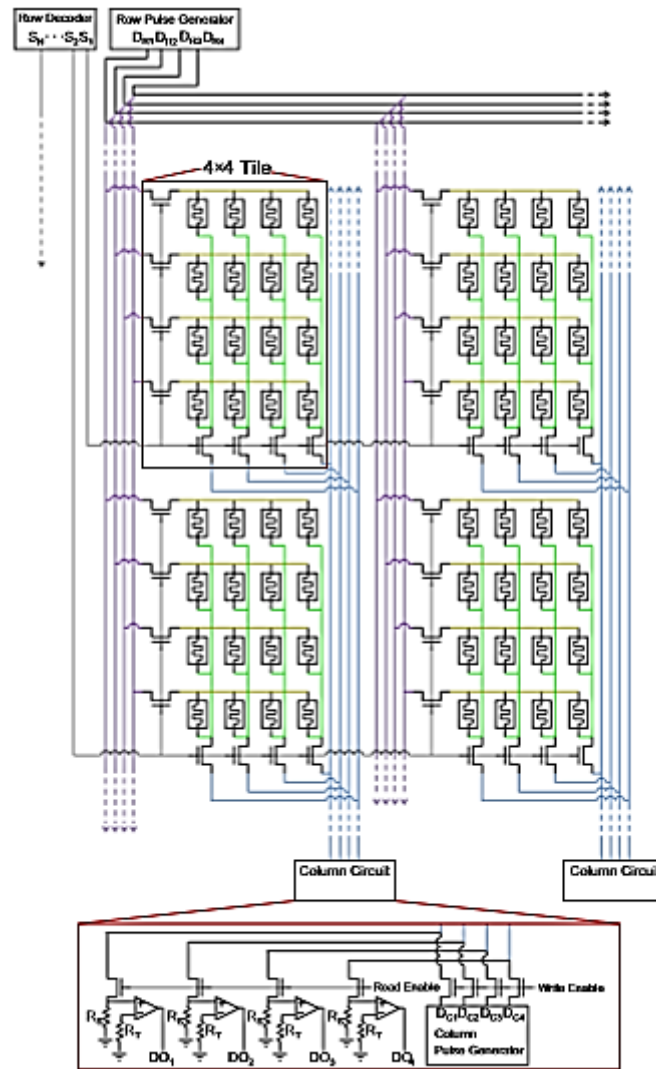 Row Decoder
S_N ··· S_2 S_1
Row Pulse Generator
D_R1 D_R2 D_R3 D_R4
4×4 Tile
Column Circuit
Column Circuit
Read Enable
Write Enable
R_T
R_T
R_T
R_T
D_C1 D_C2 D_C3 D_C4
Column
Pulse Generator
DO_1
DO_2
DO_3
DO_4